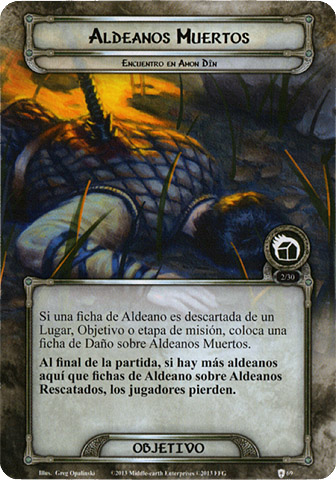 Aldeanos Muertos
Encuentro en Amon Dîn
2/30
Si una ficha de Aldeano es descartada de un
Lugar, Objetivo o etapa de misión, coloca una
ficha de Daño sobre Aldeanos Muertos.
Al final de la partida, si hay más aldeanos
aquí que fichas de Aldeano sobre Aldeanos
Rescatados, los jugadores pierden.
OBJETIVO
Illus. Greg Opalinski ©2013 Middle-earth Enterprises ©2013 FFG 69